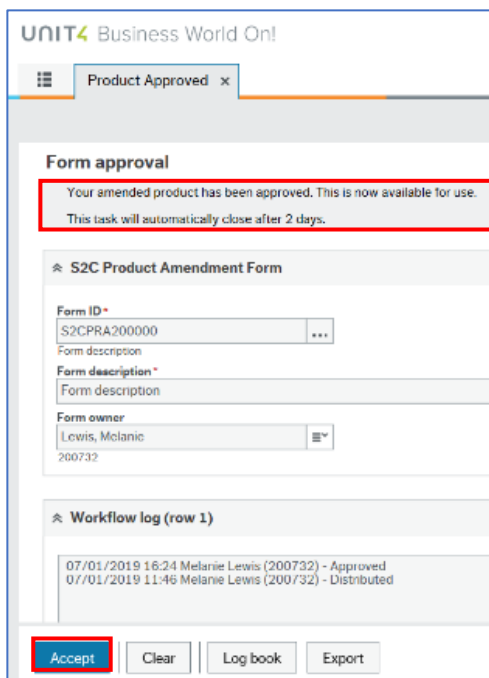 UNIT4 Business World On!
Product Approved ×
Form approval
Your amended product has been approved. This is now available for use.
This task will automatically close after 2 days.
S2C Product Amendment Form
Form ID*
S2CPRA200000
...
Form description
Form description*
Form description
Form owner
Lewis, Melanie
200732
Workflow log (row 1)
07/01/2019 16:24 Melanie Lewis (200732) - Approved
07/01/2019 11:46 Melanie Lewis (200732) - Distributed
Accept Clear Log book Export